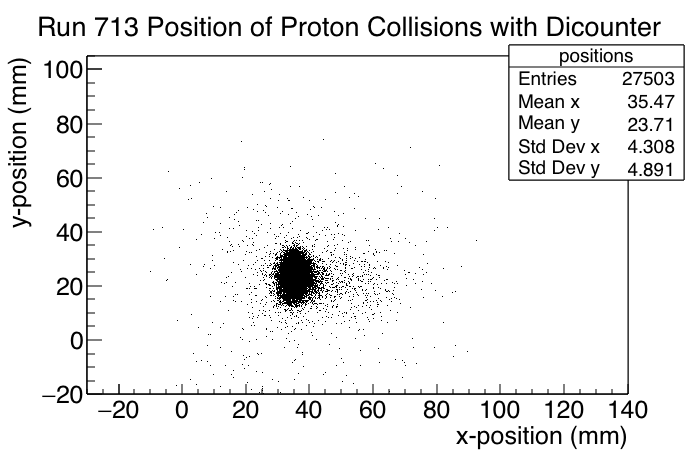 Run 713 Position of Proton Collisions with Dicounter
positions
Entries 27503
Mean x 35.47
Mean y 23.71
Std Dev x 4.308
Std Dev y 4.891
y-position (mm)
100
80
60
40
20
0
−20
−20 0 20 40 60 80 100 120 140
x-position (mm)